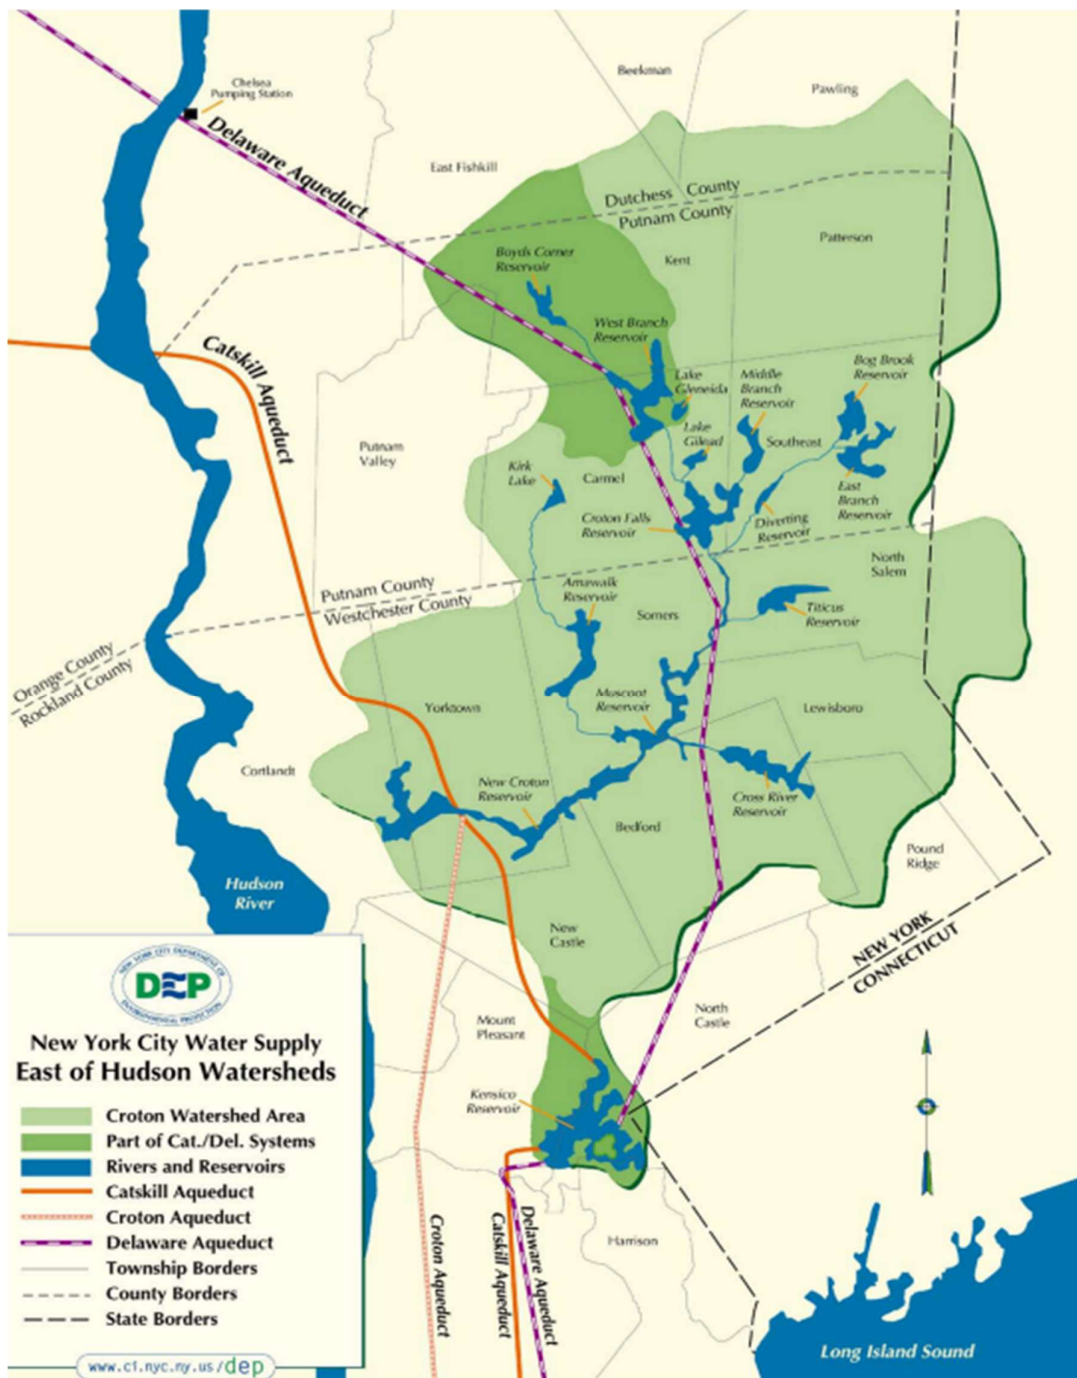 Beekman
Pawling
Chelsea
Pumping Station
Delaware Aqueduct
East Fishkill
Dutchess County
Putnam County
Patterson
Kent
Boyds Corner
Reservoir
West Branch
Reservoir
Catskill Aqueduct
Lake
Gleneida
Middle
Branch
Reservoir
Bog Brook
Reservoir
Putnam
Valley
Lake
Gilead
Southeast
Kirk
Lake
Carmel
East
Branch
Reservoir
Croton Falls
Reservoir
Diverting
Reservoir
North
Salem
Putnam County
Westchester County
Amawalk
Reservoir
Somers
Titicus
Reservoir
Orange County
Rockland County
Yorktown
Muscoot
Reservoir
Lewisboro
Cortlandt
New Croton
Reservoir
Cross River
Reservoir
Bedford
Pound
Ridge
Hudson
River
New
Castle
NEW YORK
CONNECTICUT
NEW YORK CITY DEPARTMENT OF
DEP
ENVIRONMENTAL PROTECTION
North
Castle
Mount
Pleasant
New York City Water Supply
East of Hudson Watersheds
Kensico
Reservoir
Croton Watershed Area
Part of Cat./Del. Systems
Rivers and Reservoirs
Catskill Aqueduct
Croton Aqueduct
Delaware Aqueduct
Township Borders
County Borders
State Borders
www.ci.nyc.ny.us/dep
Croton Aqueduct
Catskill Aqueduct
Delaware Aqueduct
Harrison
Long Island Sound